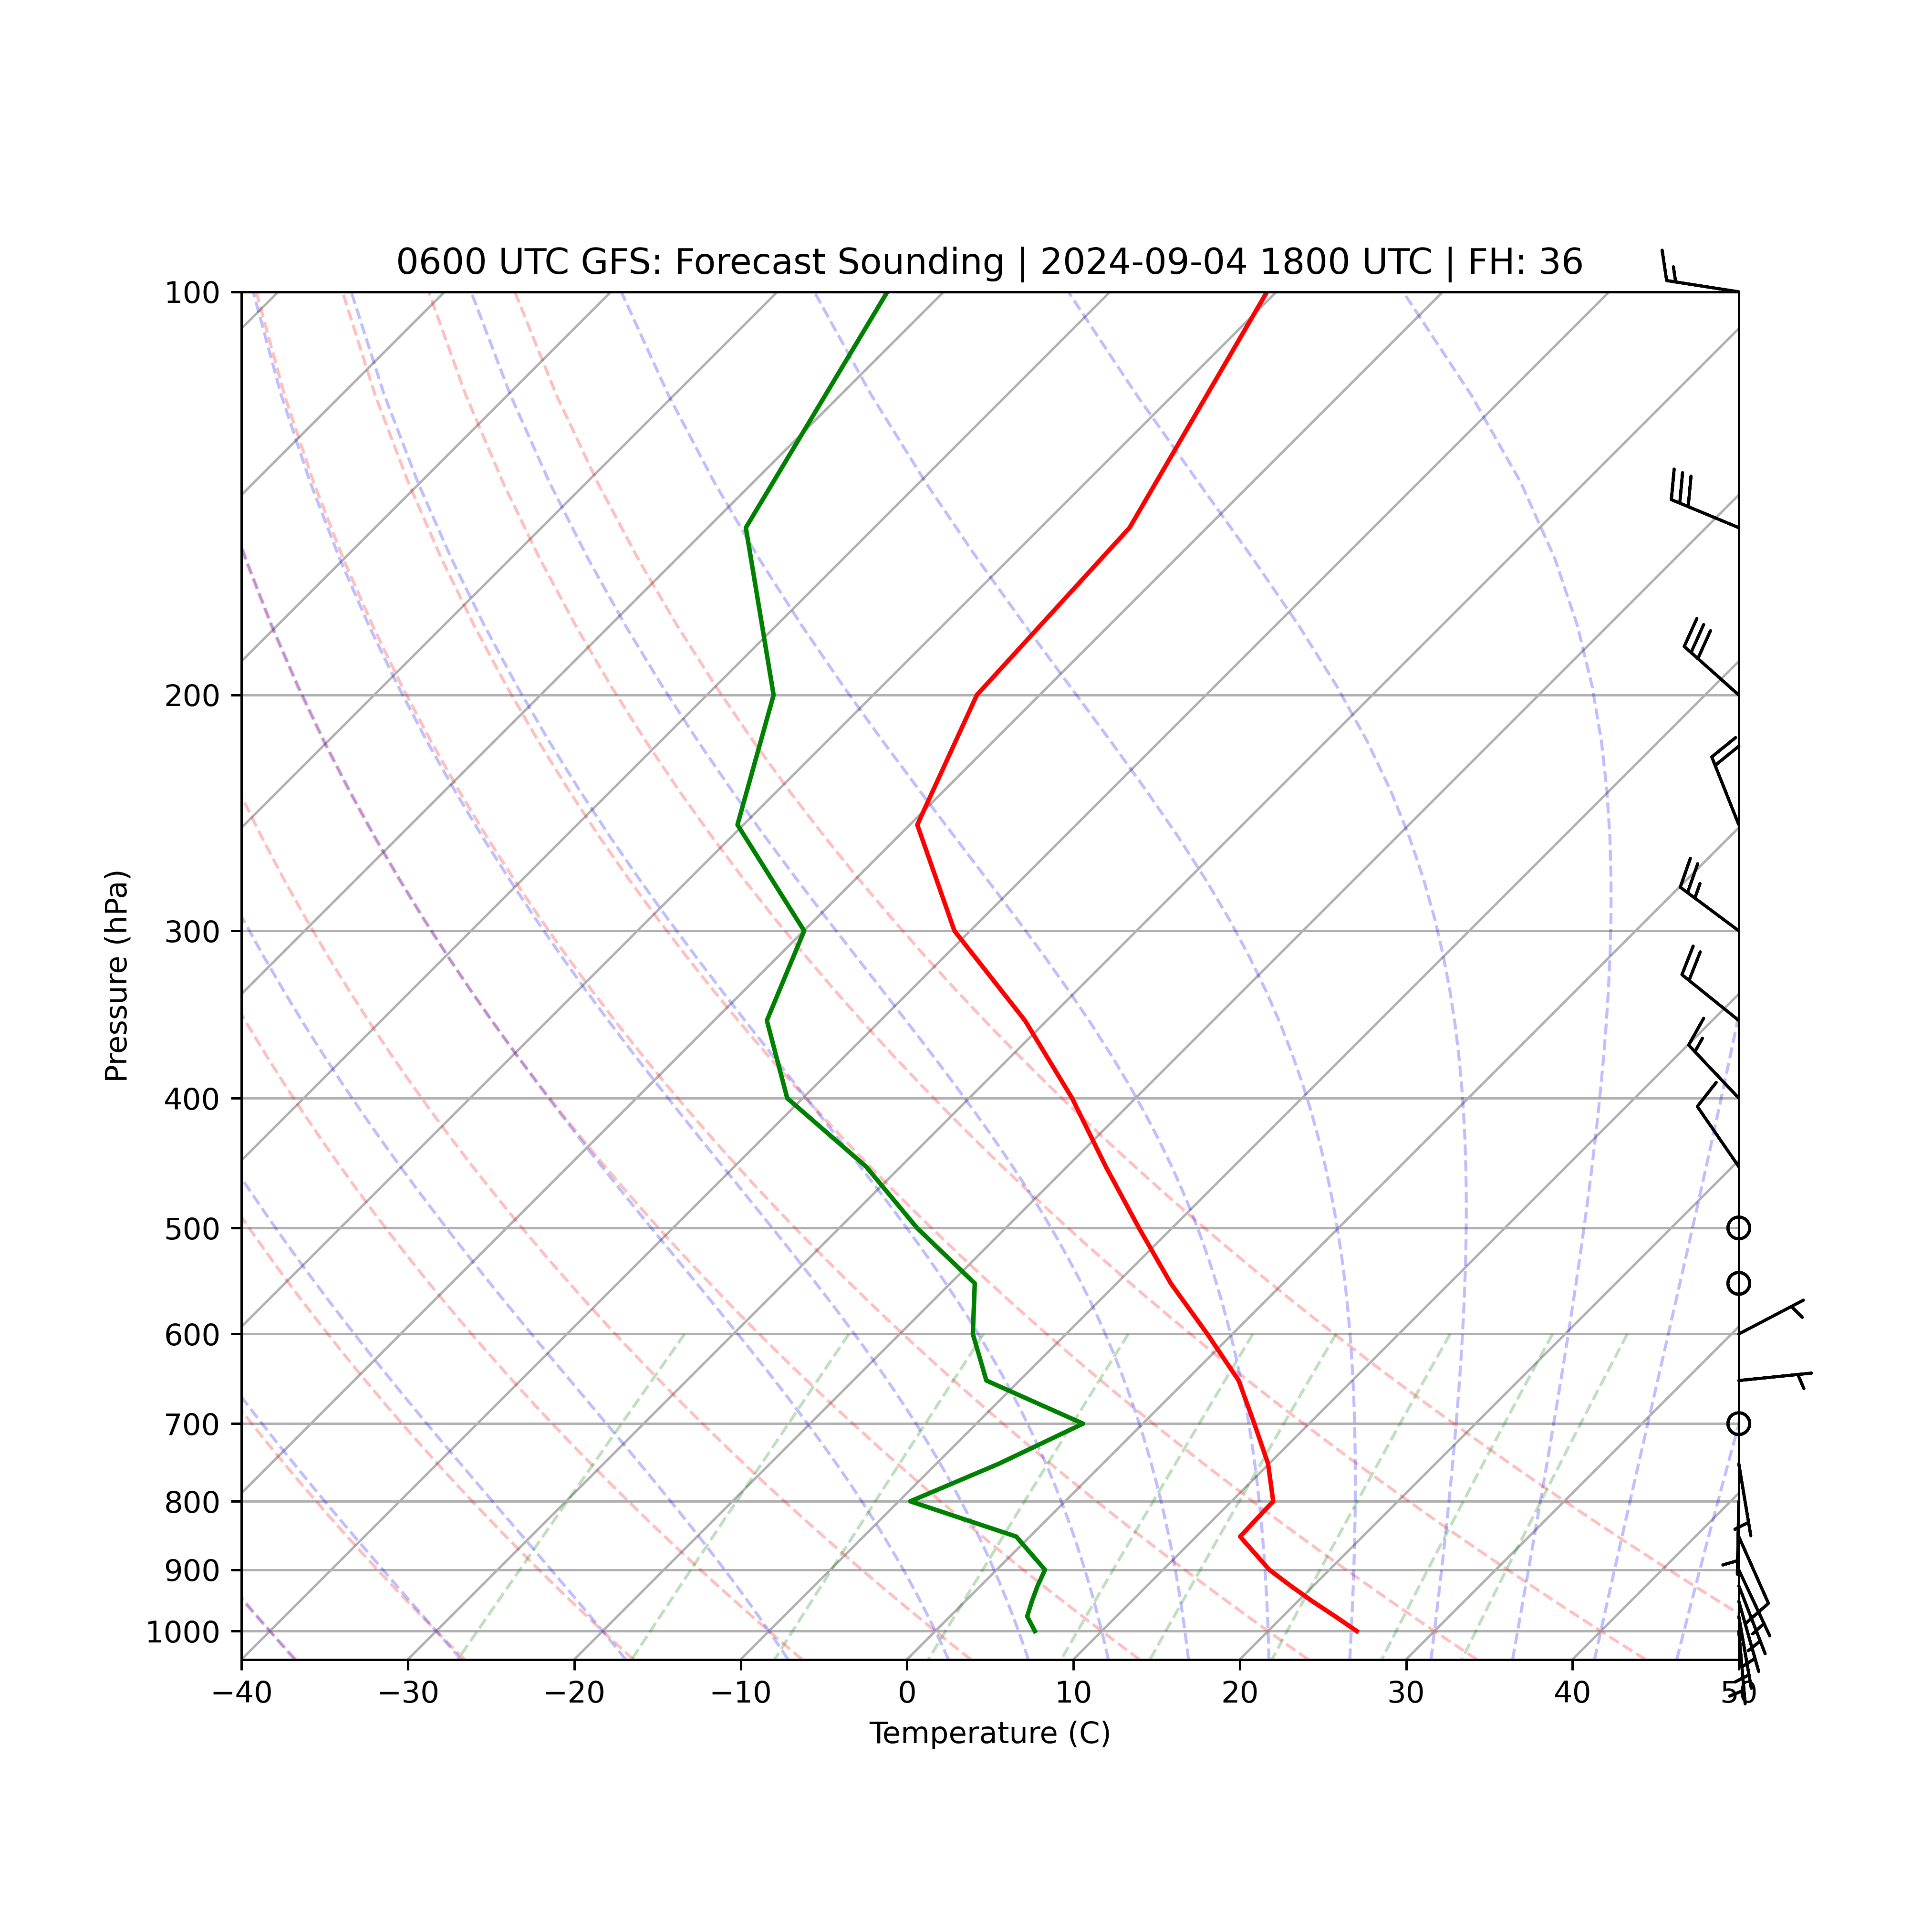 0600 UTC GFS: Forecast Sounding | 2024-09-04 1800 UTC | FH: 36
100
200
300
400
500
600
700
800
900
1000
Pressure (hPa)
−40 −30 −20 −10 0 10 20 30 40 50
Temperature (C)